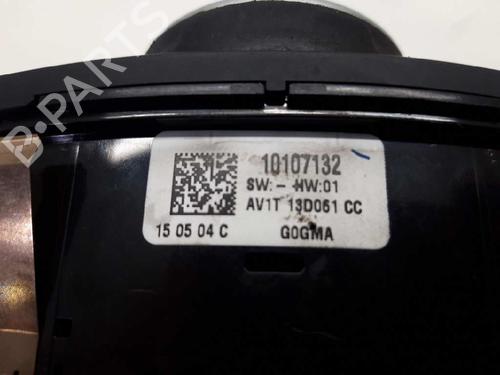 B-PARTS
10107132
SW:- HW:01
AV1T 13D061 CC
15 05 04 C G0GMA